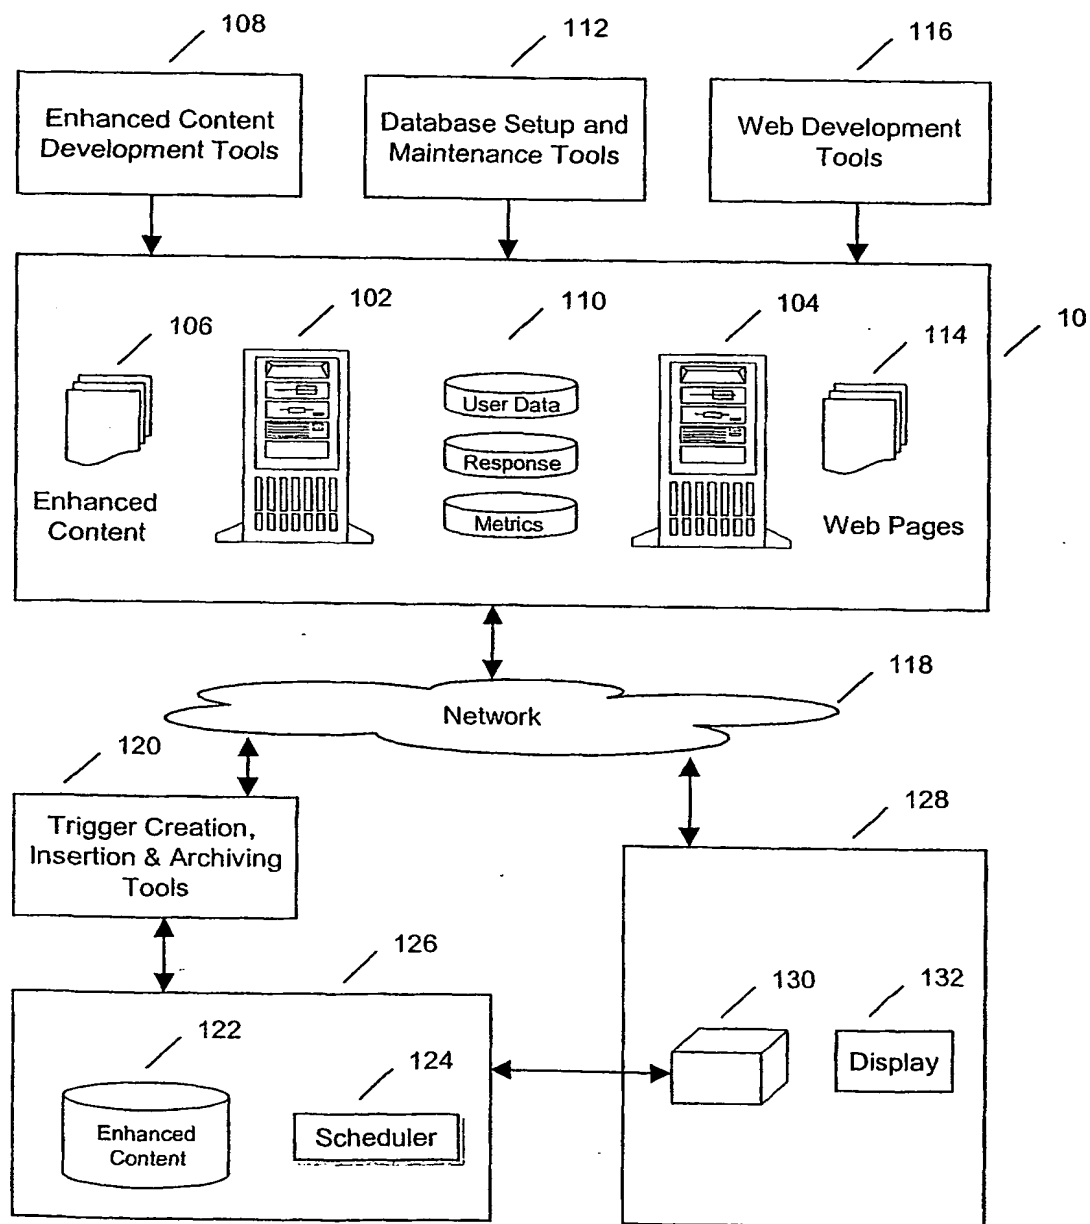 108
112
116
Enhanced Content
Development Tools
Database Setup and
Maintenance Tools
Web Development
Tools
102
110
104
10
106
114
User Data
Response
Metrics
Enhanced
Content
Web Pages
118
Network
120
128
Trigger Creation,
Insertion & Archiving
Tools
126
130
132
122
124
Display
Enhanced
Content
Scheduler